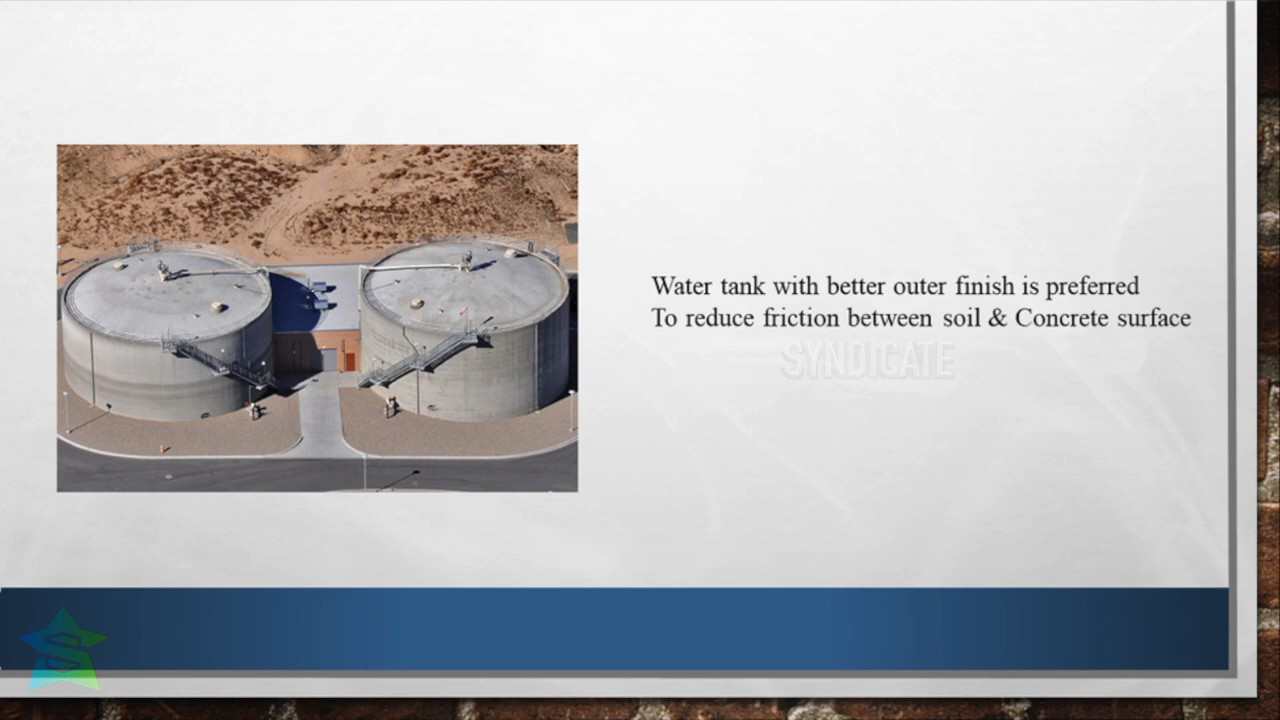 Water tank with better outer finish is preferred
To reduce friction between soil & Concrete surface
SYNDICATE
S